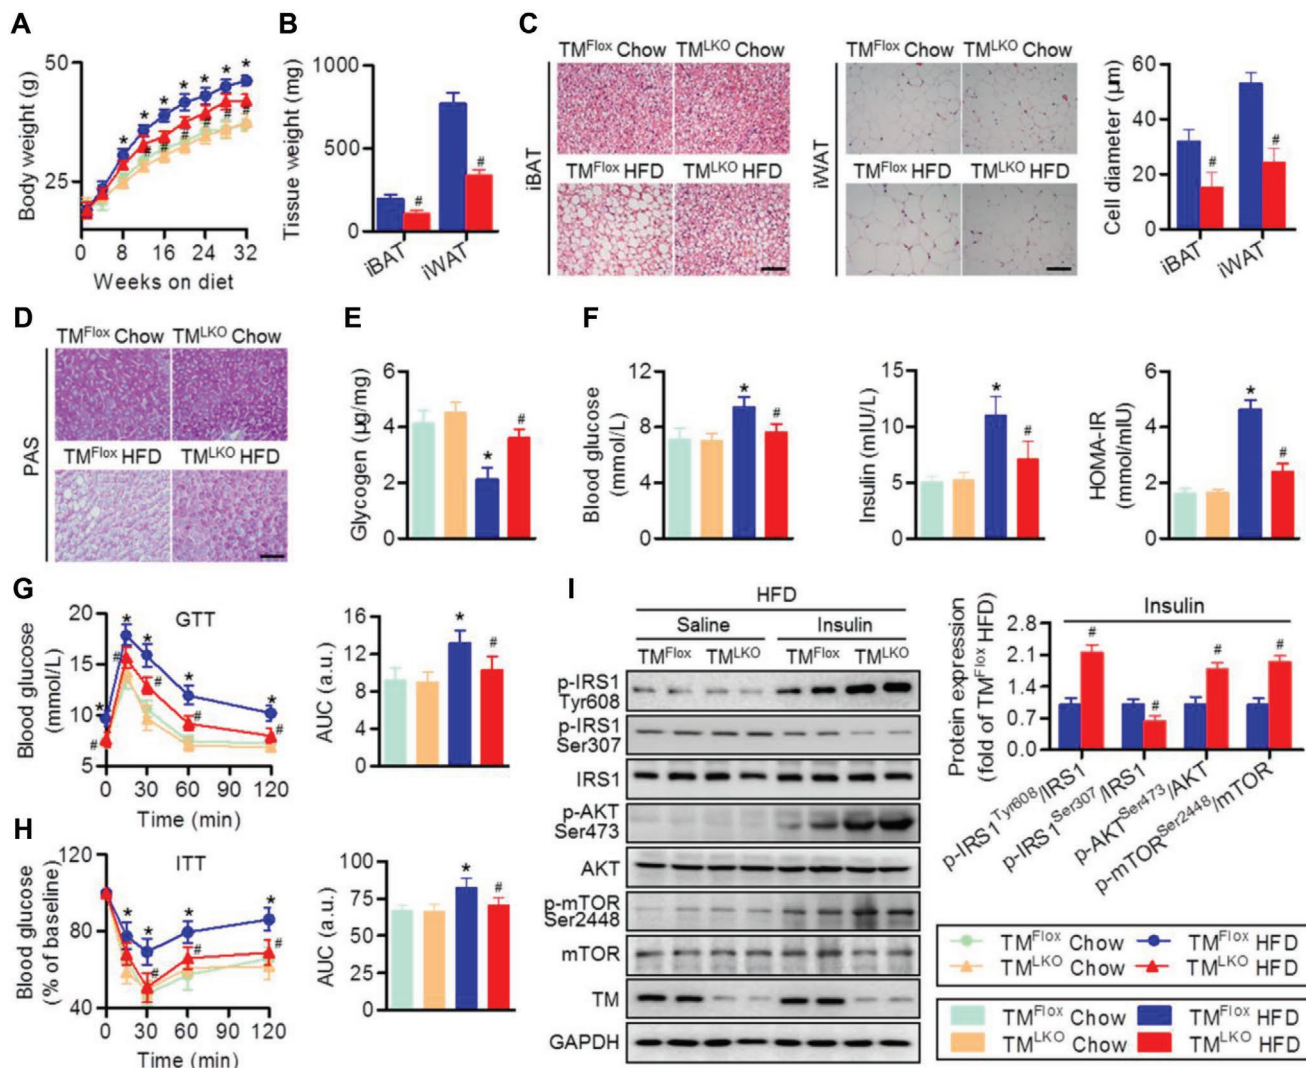 A
Body weight (g)
50
25
0 8 16 24 32
Weeks on diet
* * * * * * *
# # # # # #
B
Tissue weight (mg)
1000
500
0
# #
iBAT iWAT
C
TMFlox Chow TMLKO Chow
iBAT
TMFlox HFD TMLKO HFD
TMFlox Chow TMLKO Chow
iWAT
TMFlox HFD TMLKO HFD
Cell diameter (μm)
60
40
20
0
# #
iBAT iWAT
D
TMFlox Chow TMLKO Chow
PAS
TMFlox HFD TMLKO HFD
E
Glycogen (μg/mg)
6
4
2
0
* #
F
Blood glucose
(mmol/L)
12
8
4
0
* #
Insulin (mIU/L)
15
10
5
0
* #
HOMA-IR
(mmol/mIU)
6
4
2
0
* #
G
GTT
Blood glucose
(mmol/L)
20
15
10
5
* * * * *
# # # # #
0 30 60 90 120
Time (min)
AUC (a.u.)
16
12
8
4
0
* #
H
ITT
Blood glucose
(% of baseline)
120
80
40
* * * *
# # #
0 30 60 90 120
Time (min)
AUC (a.u.)
100
75
50
25
0
* #
I
HFD
Saline Insulin
TMFlox TMLKO TMFlox TMLKO
p-IRS1
Tyr608
p-IRS1
Ser307
IRS1
p-AKT
Ser473
AKT
p-mTOR
Ser2448
mTOR
TM
GAPDH
Insulin
Protein expression
(fold of TMFlox HFD)
2.8
2.1
1.4
0.7
0.0
# # # #
p-IRS1Tyr608/IRS1
p-IRS1Ser307/IRS1
p-AKTSer473/AKT
p-mTORSer2448/mTOR
TMFlox Chow TMFlox HFD
TMLKO Chow TMLKO HFD
TMFlox Chow TMFlox HFD
TMLKO Chow TMLKO HFD